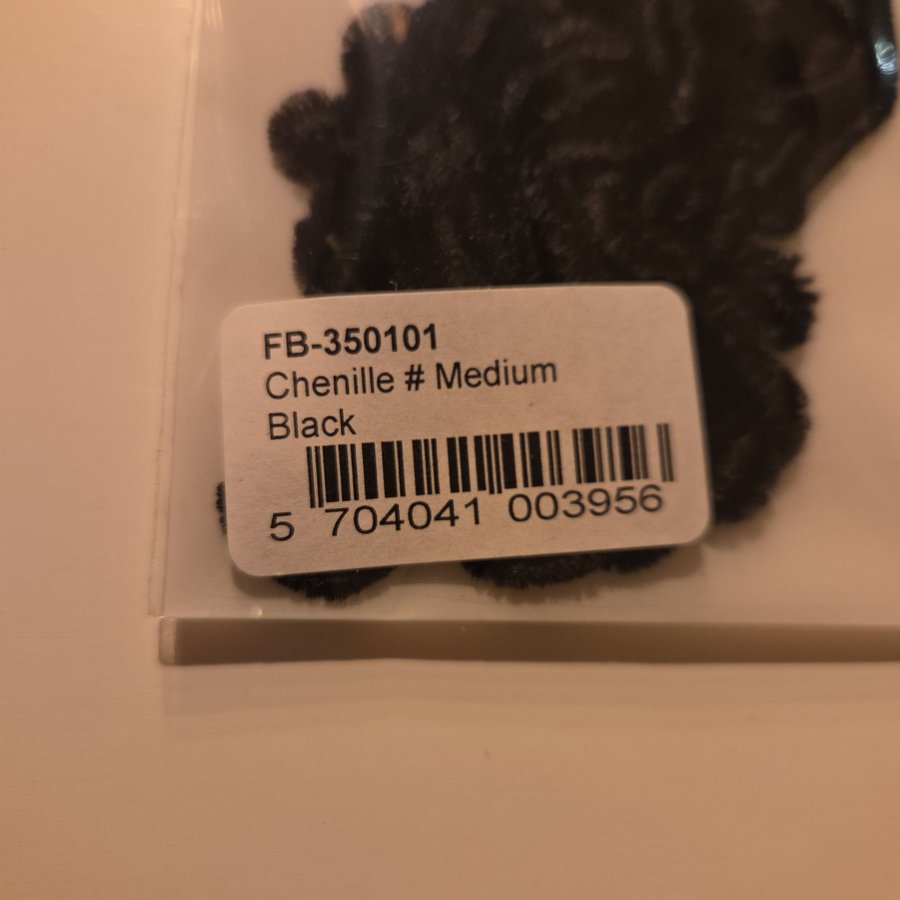 FB-350101
Chenille # Medium
Black
5 704041 003956